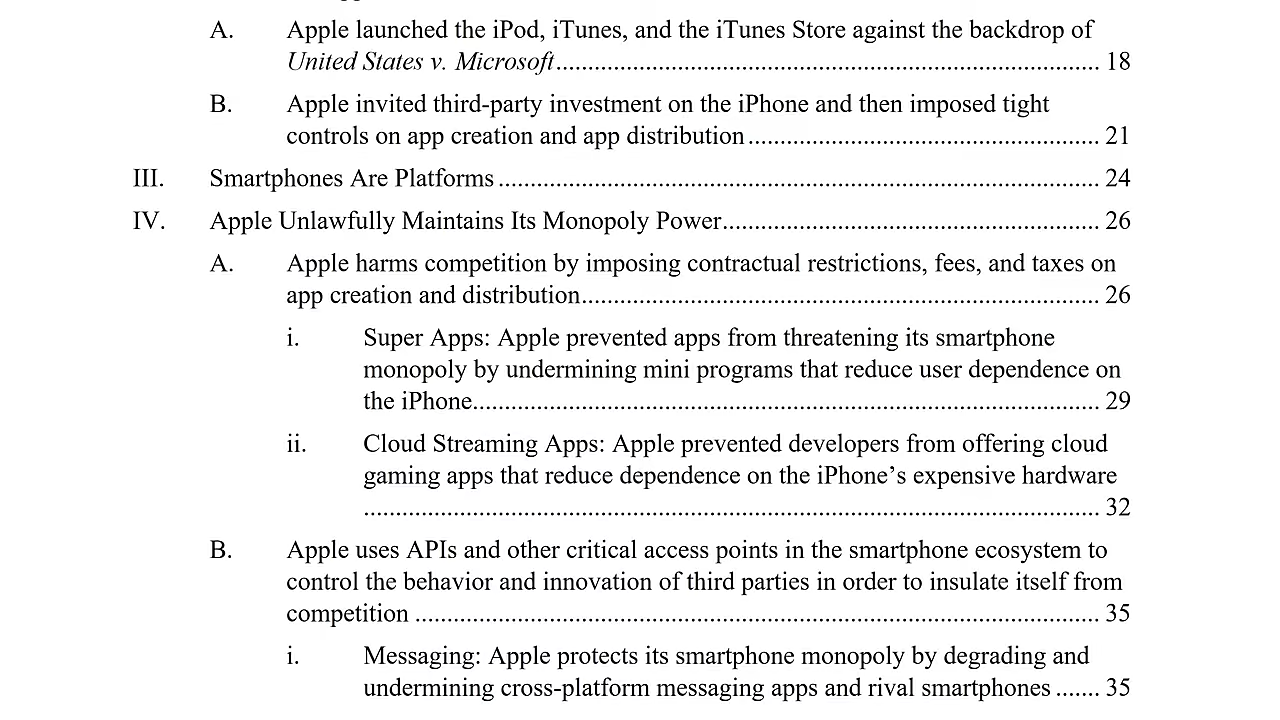 A. Apple launched the iPod, iTunes, and the iTunes Store against the backdrop of
United States v. Microsoft........................................................................................ 18
B. Apple invited third-party investment on the iPhone and then imposed tight
controls on app creation and app distribution....................................................... 21
III. Smartphones Are Platforms .............................................................................................. 24
IV. Apple Unlawfully Maintains Its Monopoly Power........................................................... 26
A. Apple harms competition by imposing contractual restrictions, fees, and taxes on
app creation and distribution................................................................................. 26
i. Super Apps: Apple prevented apps from threatening its smartphone
monopoly by undermining mini programs that reduce user dependence on
the iPhone.................................................................................................. 29
ii. Cloud Streaming Apps: Apple prevented developers from offering cloud
gaming apps that reduce dependence on the iPhone’s expensive hardware
................................................................................................................... 32
B. Apple uses APIs and other critical access points in the smartphone ecosystem to
control the behavior and innovation of third parties in order to insulate itself from
competition ........................................................................................................... 35
i. Messaging: Apple protects its smartphone monopoly by degrading and
undermining cross-platform messaging apps and rival smartphones ....... 35